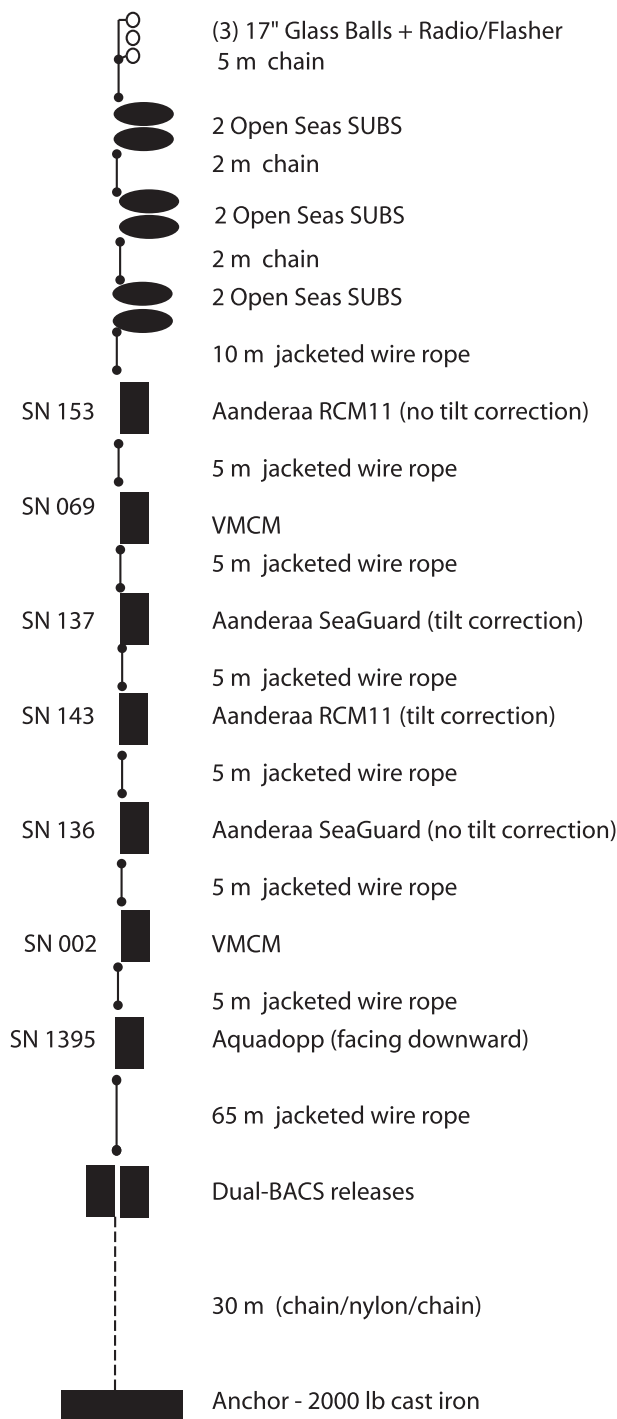 (3) 17" Glass Balls + Radio/Flasher
5 m chain
2 Open Seas SUBS
2 m chain
2 Open Seas SUBS
2 m chain
2 Open Seas SUBS
10 m jacketed wire rope
SN 153 Aanderaa RCM11 (no tilt correction)
5 m jacketed wire rope
SN 069
VMCM
5 m jacketed wire rope
SN 137 Aanderaa SeaGuard (tilt correction)
5 m jacketed wire rope
SN 143 Aanderaa RCM11 (tilt correction)
5 m jacketed wire rope
SN 136 Aanderaa SeaGuard (no tilt correction)
5 m jacketed wire rope
SN 002 VMCM
5 m jacketed wire rope
SN 1395 Aquadopp (facing downward)
65 m jacketed wire rope
Dual-BACS releases
30 m (chain/nylon/chain)
Anchor - 2000 lb cast iron